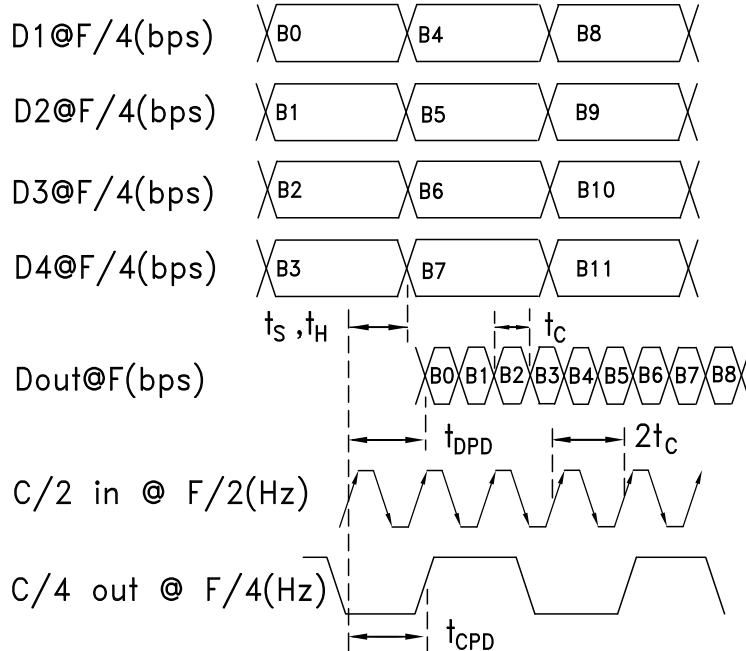 D1@F/4(bps) B0 B4 B8
D2@F/4(bps) B1 B5 B9
D3@F/4(bps) B2 B6 B10
D4@F/4(bps) B3 B7 B11
tS ,tH tC
Dout@F(bps) B0 B1 B2 B3 B4 B5 B6 B7 B8
tDPD 2tC
C/2 in @ F/2(Hz)
C/4 out @ F/4(Hz)
tCPD